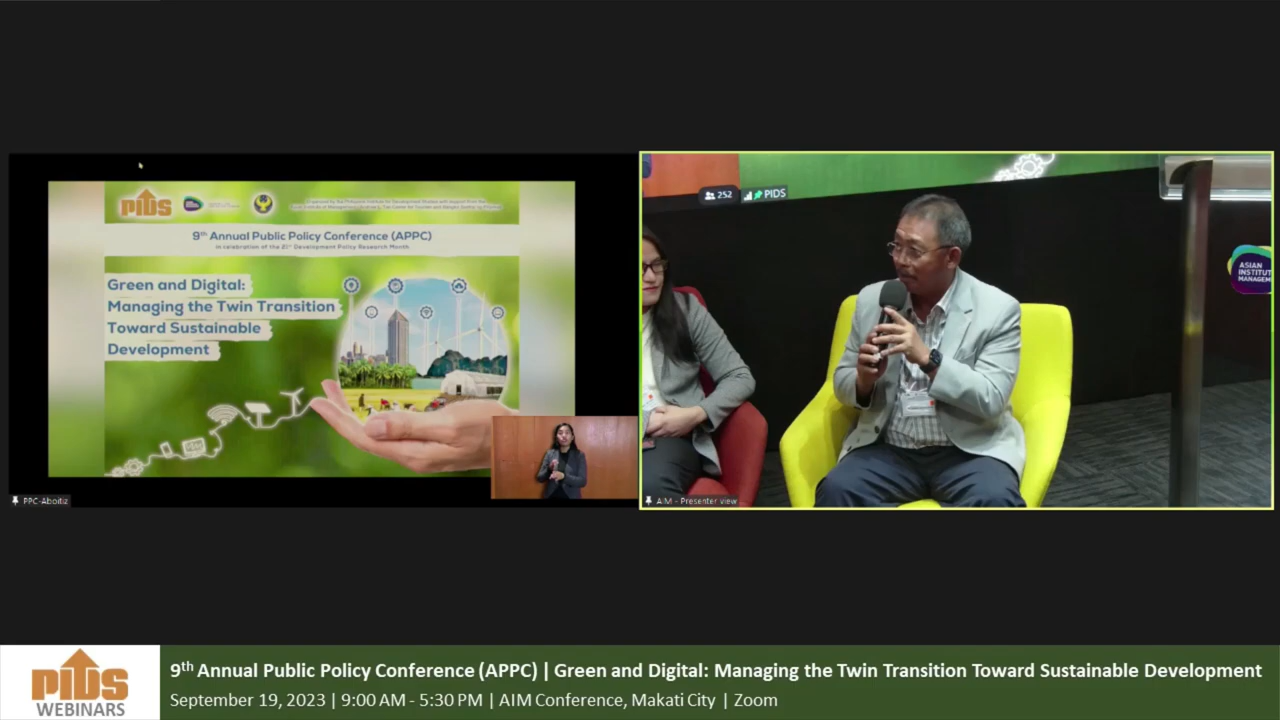 PIDS
9th Annual Public Policy Conference (APPC)
in celebration of the 21st Development Policy Research Month
Green and Digital:
Managing the Twin Transition
Toward Sustainable
Development
PPC-Aboitiz
252 PIDS
ASIAN
INSTITUT
MANAGEM
AIM - Presenter view
PIDS
WEBINARS
9th Annual Public Policy Conference (APPC) | Green and Digital: Managing the Twin Transition Toward Sustainable Development
September 19, 2023 | 9:00 AM - 5:30 PM | AIM Conference, Makati City | Zoom